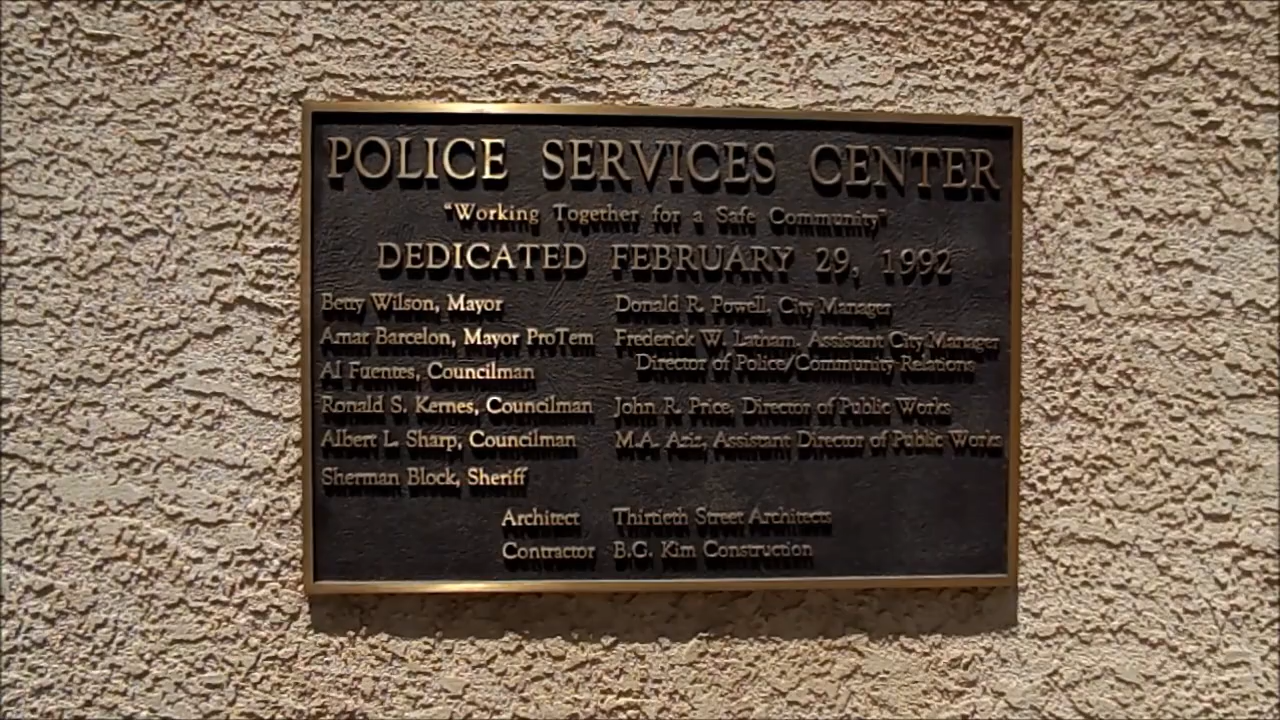 POLICE SERVICES CENTER
"Working Together for a Safe Community"
DEDICATED FEBRUARY 29, 1992
Betty Wilson, Mayor
Amar Barcelon, Mayor ProTem
Al Fuentes, Councilman
Ronald S. Kernes, Councilman
Albert L. Sharp, Councilman
Sherman Block, Sheriff
Donald R. Powell, City Manager
Frederick W. Latham, Assistant City Manager
Director of Police/Community Relations
John R. Price, Director of Public Works
M.A. Aziz, Assistant Director of Public Works
Architect Thirtieth Street Architects
Contractor B.G. Kim Construction